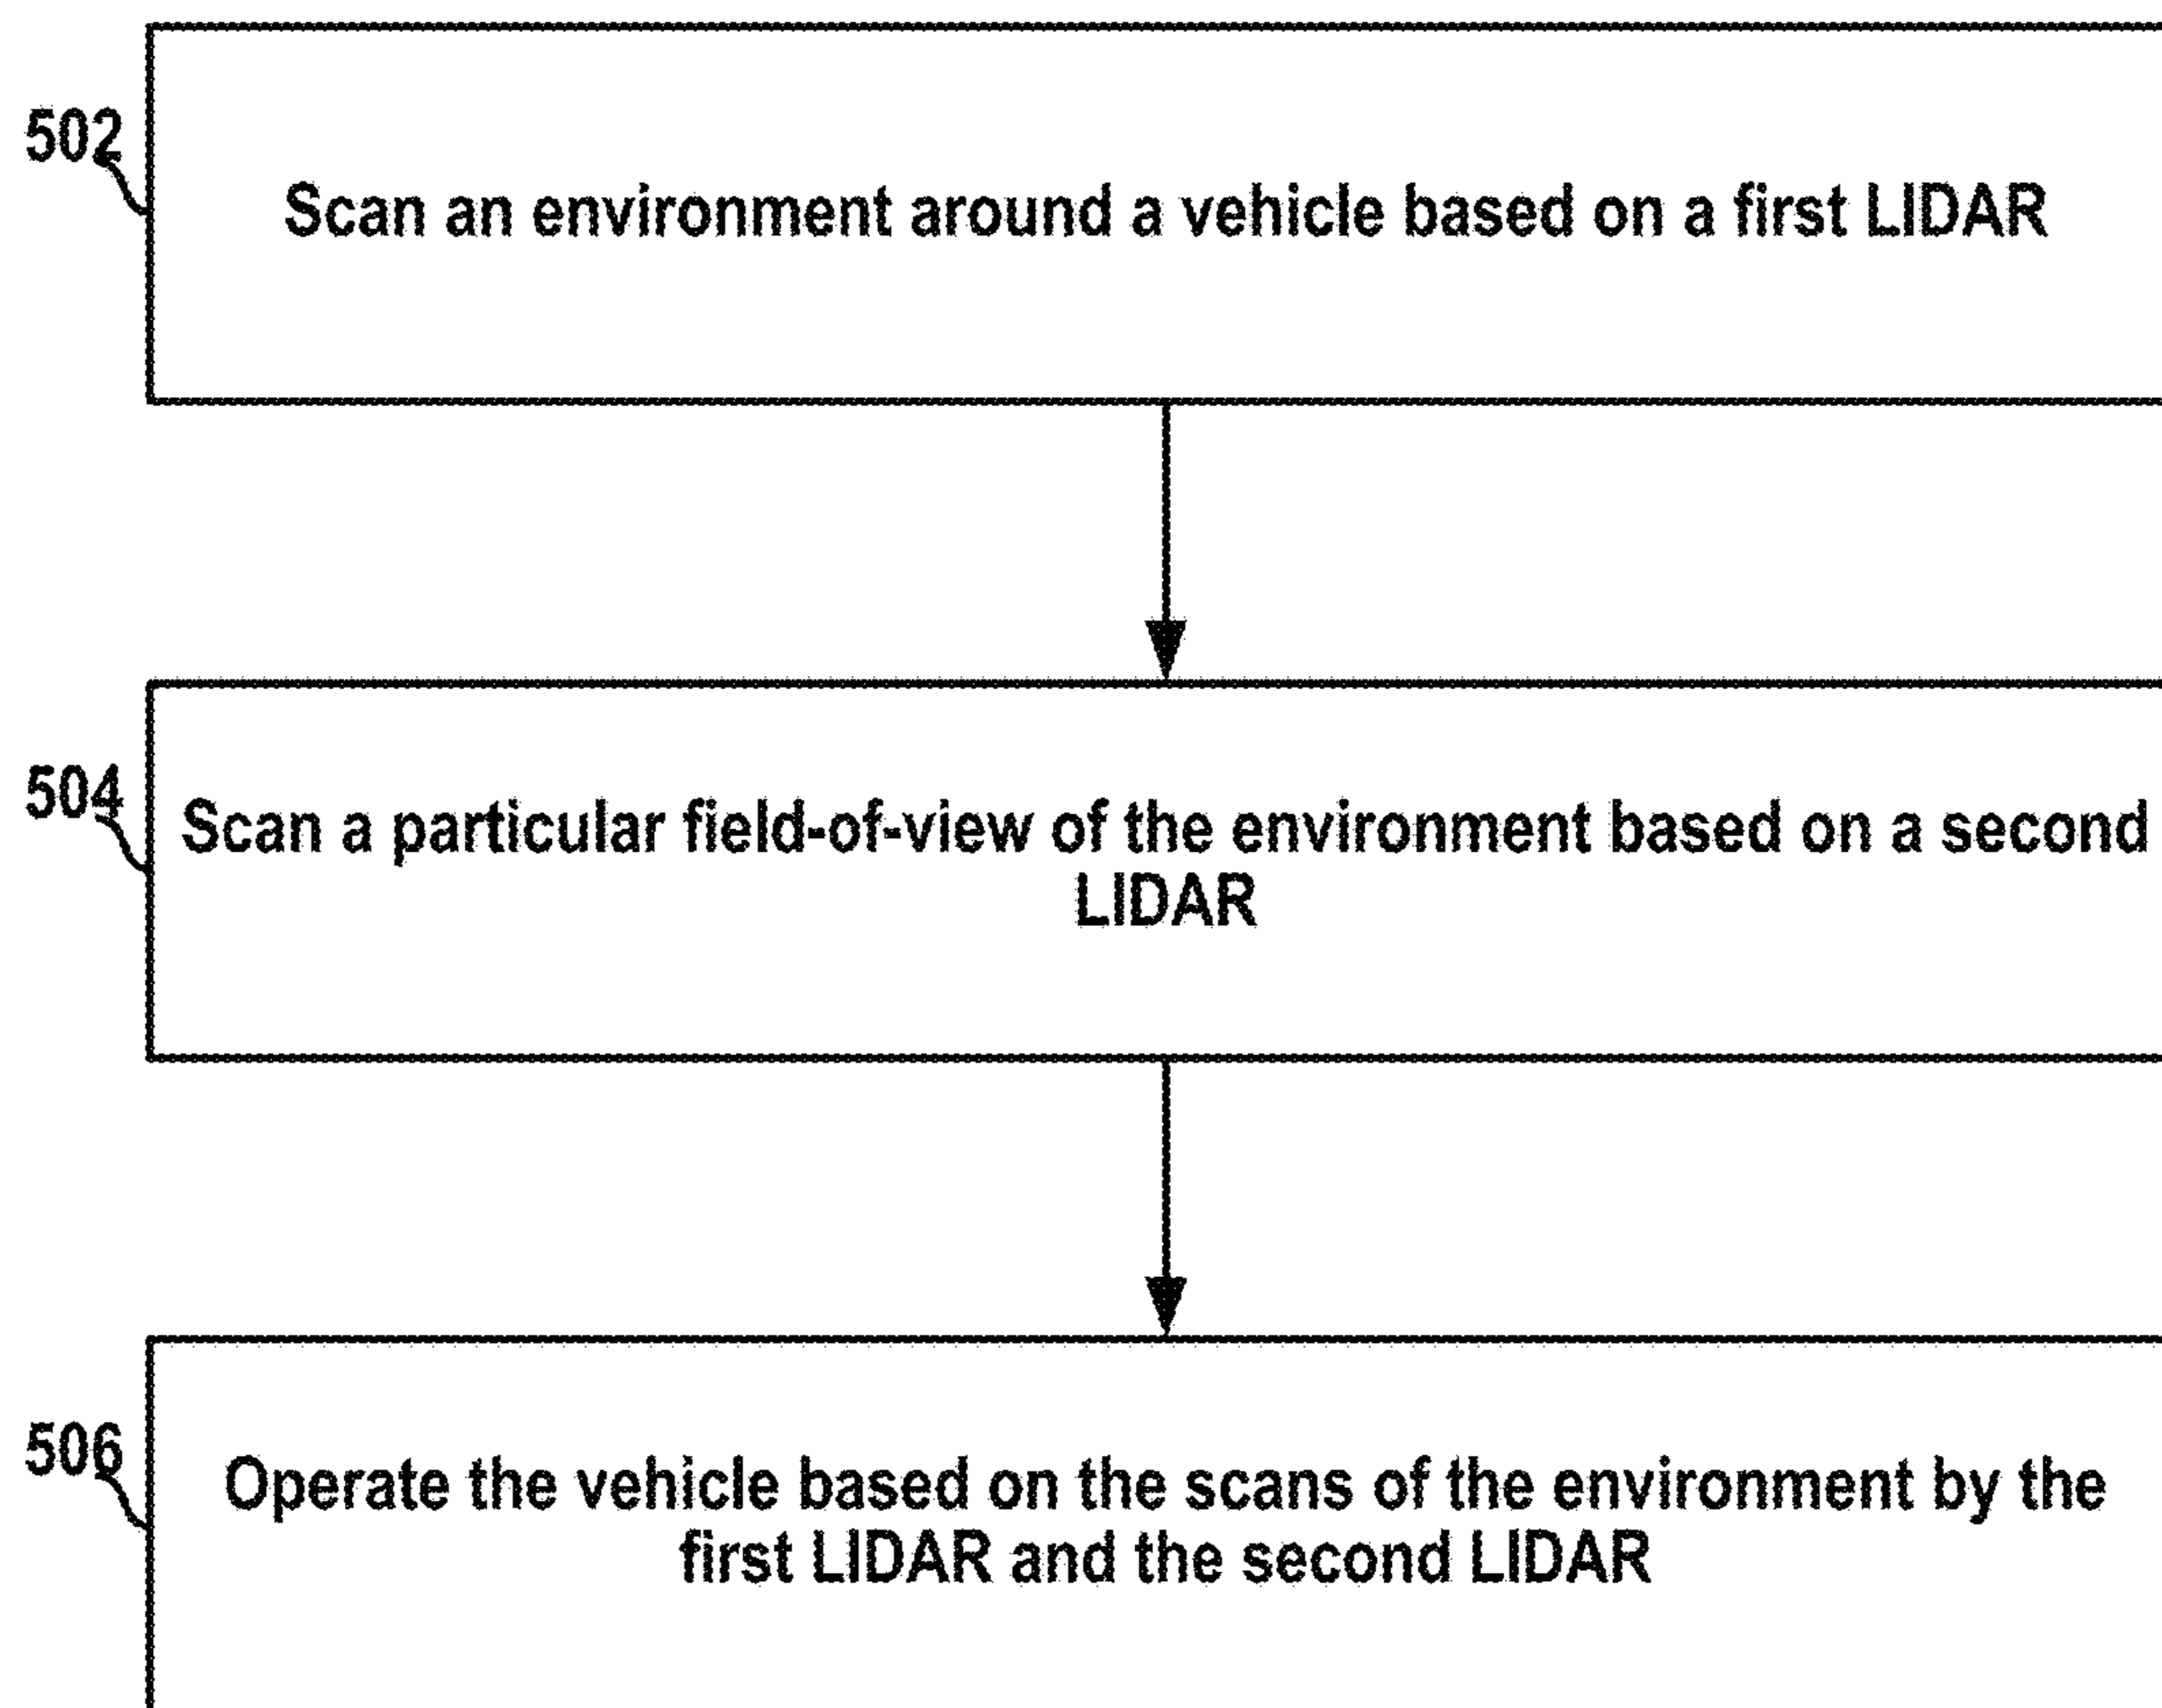 502
Scan an environment around a vehicle based on a first LIDAR
504
Scan a particular field-of-view of the environment based on a second
LIDAR
506
Operate the vehicle based on the scans of the environment by the
first LIDAR and the second LIDAR